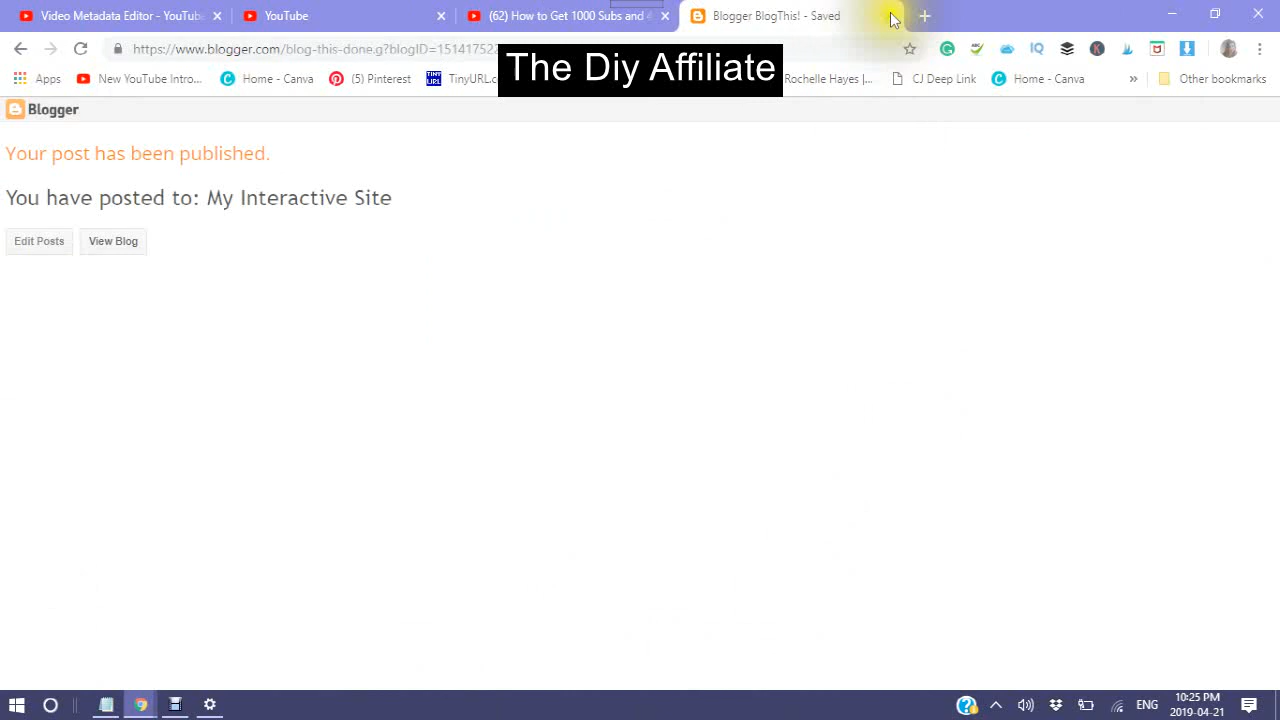 Video Metadata Editor - YouTub
YouTube
(62) How to Get 1000 Subs and 4
Blogger BlogThis! - Saved
https://www.blogger.com/blog-this-done.g?blogID=15141752
The Diy Affiliate
Apps
New YouTube Intro...
Home - Canva
(5) Pinterest
TINY URL
TinyURL.c
Rochelle Hayes |...
CJ Deep Link
Home - Canva
»
Other bookmarks
Blogger
Your post has been published.
You have posted to: My Interactive Site
Edit Posts
View Blog
ENG
10:25 PM
2019-04-21